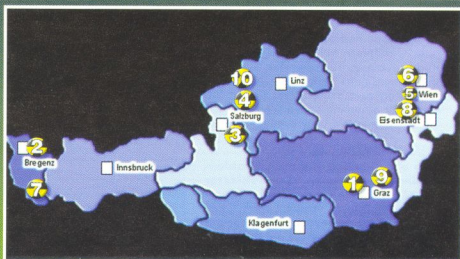 6
10
Linz
5 Wien
4
8
Salzburg
Eisenstadt
3
2
Bregenz
Innsbruck
9
1
7
Graz
Klagenfurt